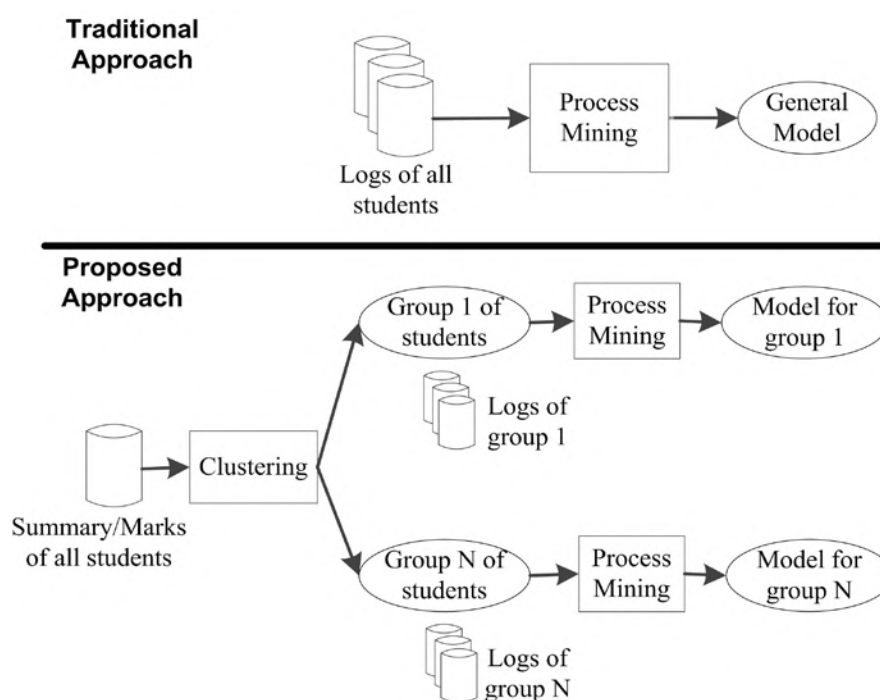 Traditional
Approach
Logs of all
students
Process
Mining
General
Model
Proposed
Approach
Summary/Marks
of all students
Clustering
Group 1 of
students
Logs of
group 1
Process
Mining
Model for
group 1
Group N of
students
Logs of
group N
Process
Mining
Model for
group N